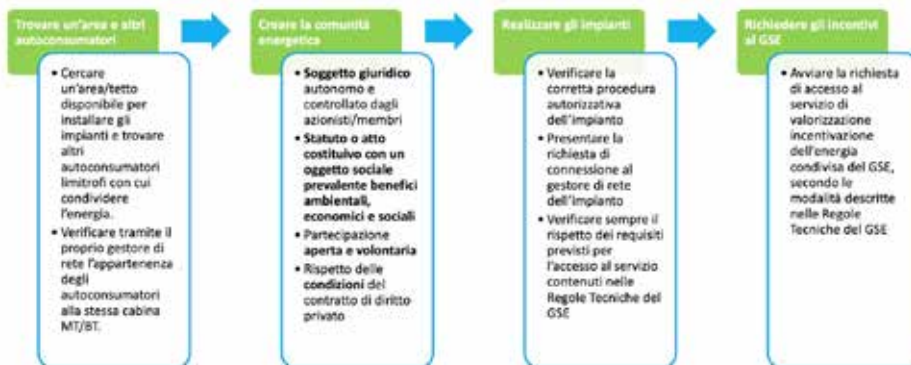 Trovare un'area e altri
autoconsumatori
• Cercare
un'area/tetto
disponibile per
installare gli
impianti e trovare
altri
autoconsumatori
limitrofi con cui
condividere
l'energia.
• Verificare tramite il
proprio gestore di
rete l'appartenenza
degli
autoconsumatori
alla stessa cabina
MT/BT.
Creare la comunità
energetica
• Soggetto giuridico
autonomo e
controllato dagli
azionisti/membri
• Statuto o atto
costitutivo con un
oggetto sociale
prevalente benefici
ambientali,
economici e sociali
• Partecipazione
aperta e volontaria
• Rispetto delle
condizioni del
contratto di diritto
privato
Realizzare gli impianti
• Verificare la
corretta procedura
autorizzativa
dell'impianto
• Presentare la
richiesta di
connessione al
gestore di rete
dell'impianto
• Verificare sempre il
rispetto dei requisiti
previsti per
l'accesso al servizio
contenuti nelle
Regole Tecniche del
GSE
Richiedere gli incentivi
al GSE
• Avviare la richiesta
di accesso al
servizio di
valorizzazione
incentivazione
dell'energia
condivisa del GSE,
secondo le
modalità descritte
nelle Regole
Tecniche del GSE